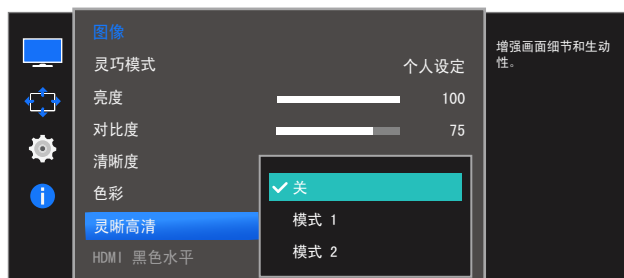 图像
灵巧模式 个人设定
亮度 100
对比度 75
清晰度
色彩
灵晰高清
HDMI 黑色水平
关
模式 1
模式 2
增强画面细节和生动
性。